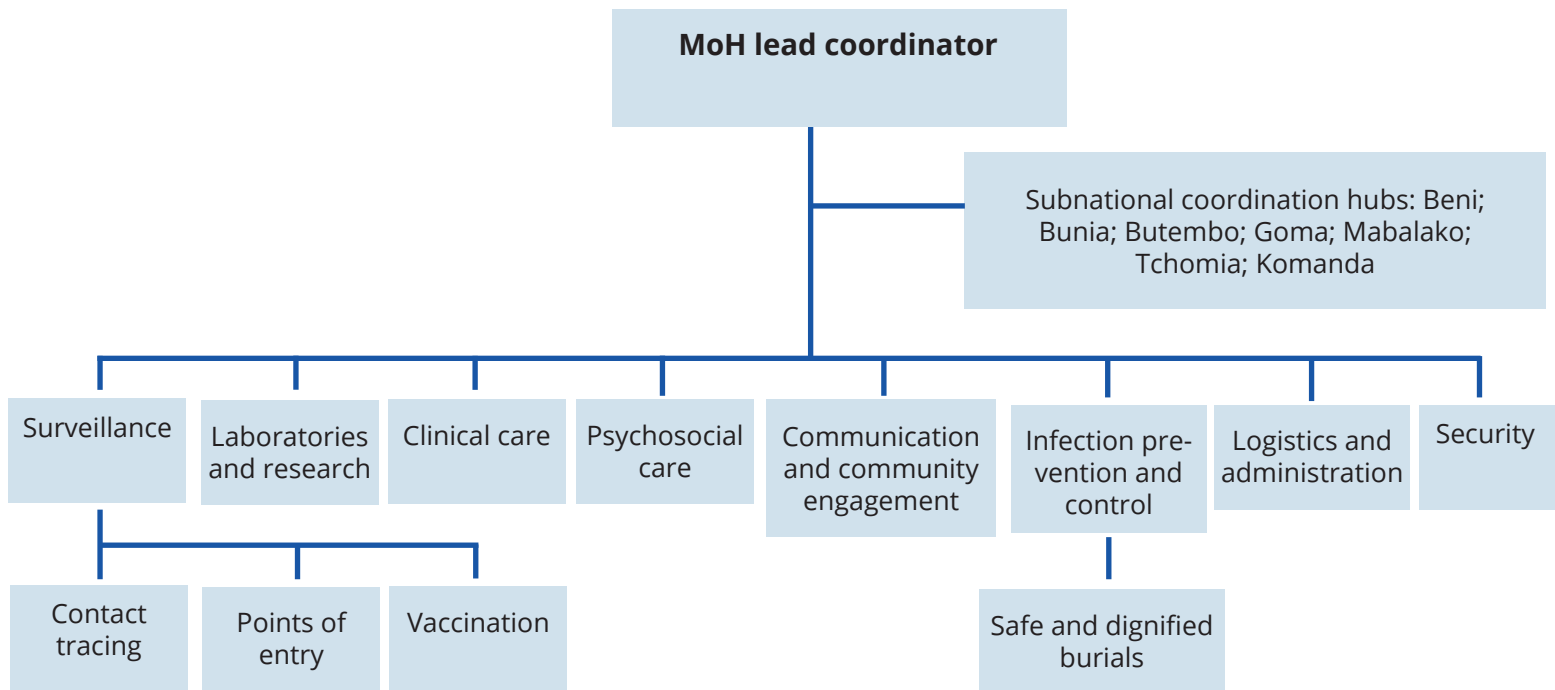 MoH lead coordinator
Subnational coordination hubs: Beni;
Bunia; Butembo; Goma; Mabalako;
Tchomia; Komanda
Surveillance
Laboratories
and research
Clinical care
Psychosocial
care
Communication
and community
engagement
Infection pre-
vention and
control
Logistics and
administration
Security
Contact
tracing
Points of
entry
Vaccination
Safe and dignified
burials